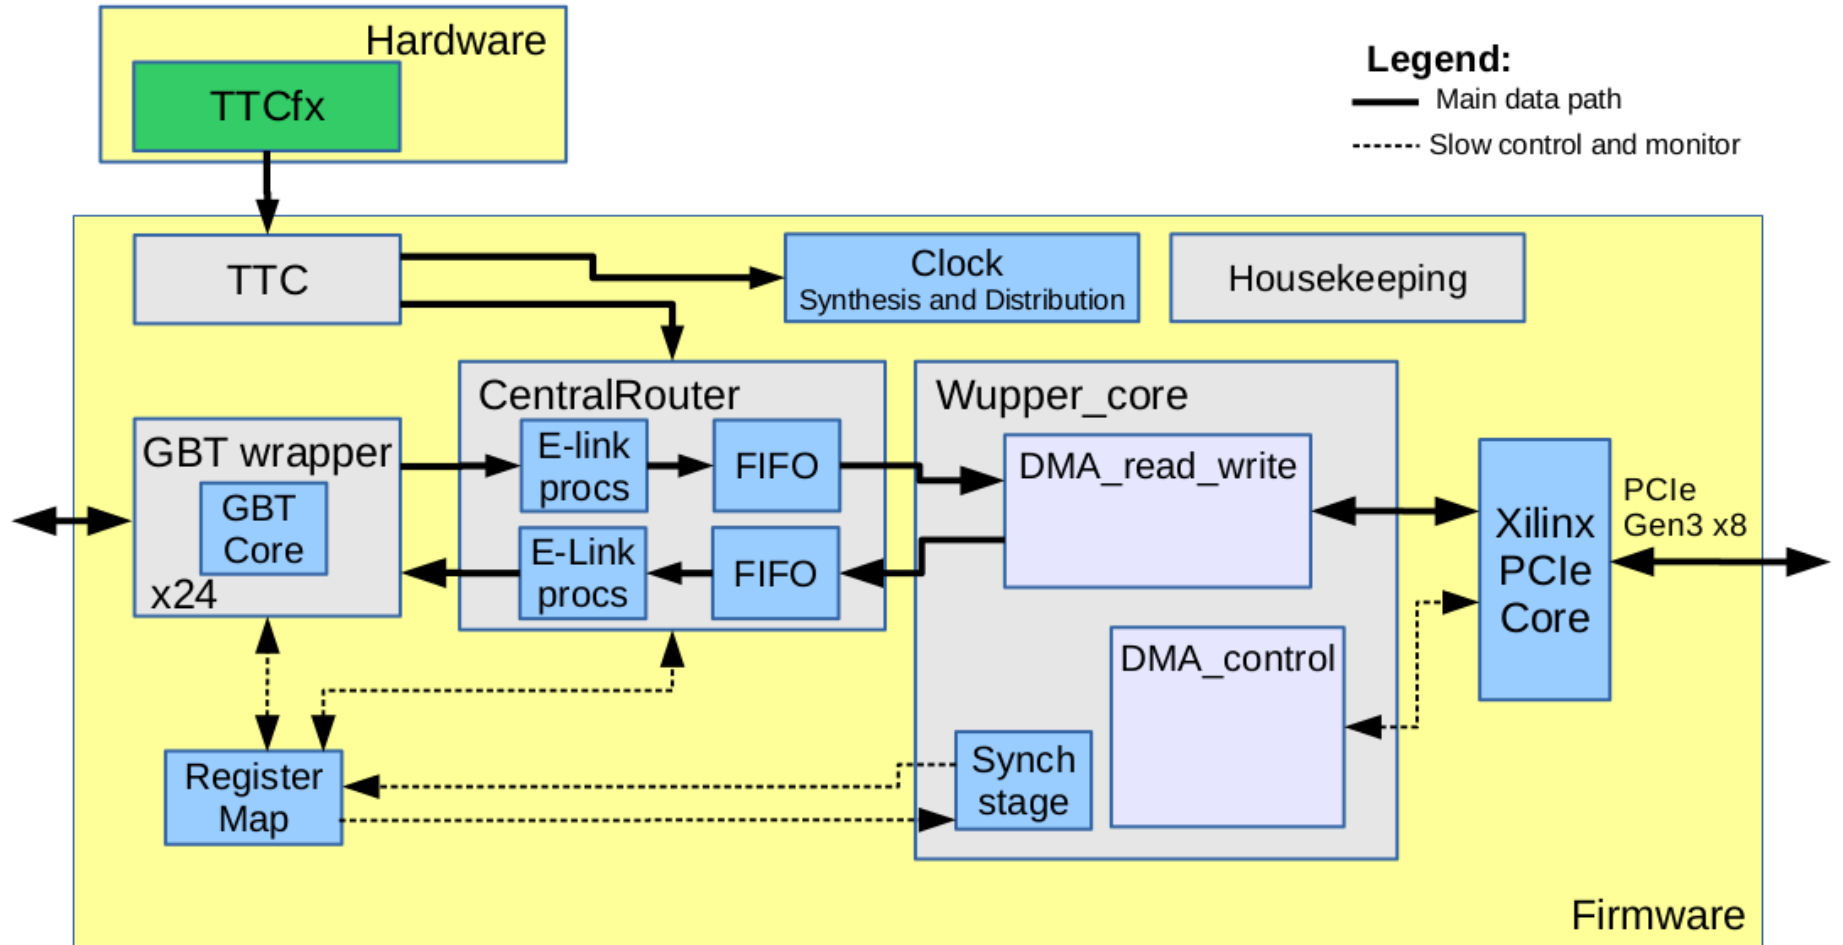 Hardware
TTCfx
Legend:
Main data path
Slow control and monitor
TTC
Clock
Synthesis and Distribution
Housekeeping
CentralRouter
Wupper_core
GBT wrapper
GBT
Core
x24
E-link
procs
FIFO
E-Link
procs
FIFO
DMA_read_write
DMA_control
Xilinx
PCIe
Core
PCIe
Gen3 x8
Register
Map
Synch
stage
Firmware